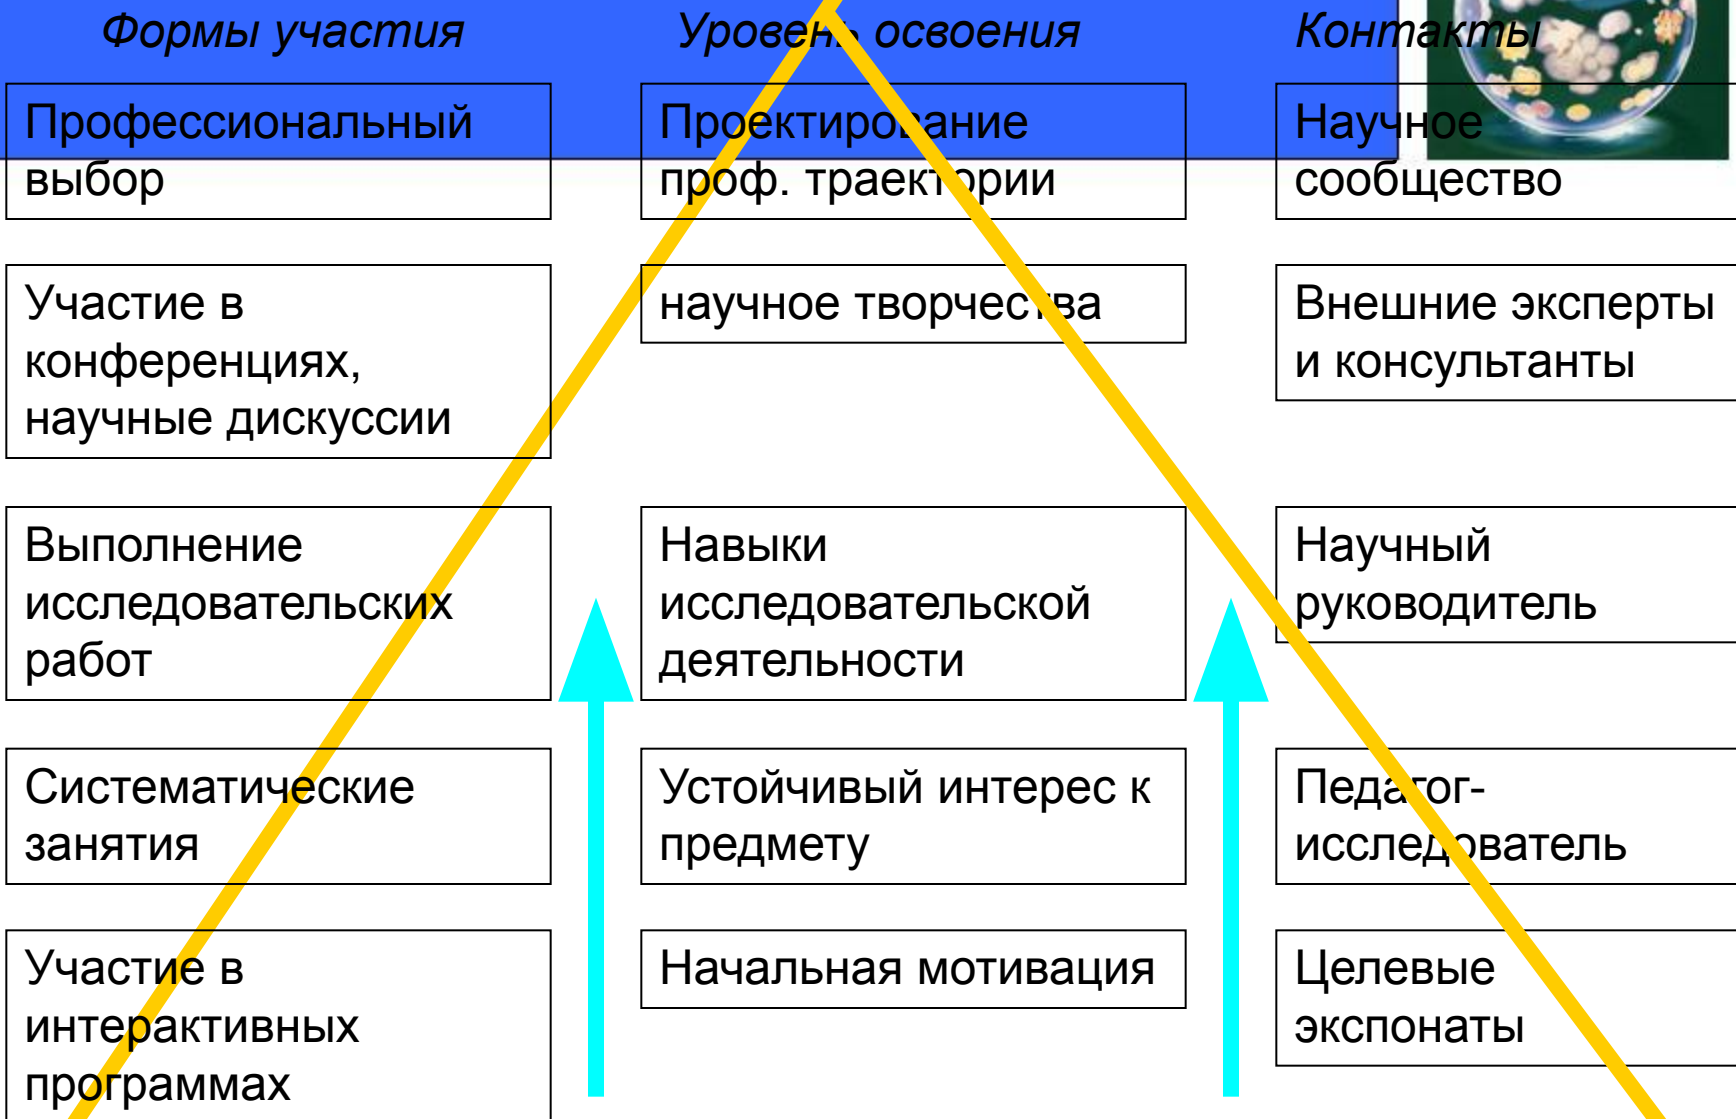 Формы участия
Уровень освоения
Контакты
Профессиональный
выбор
Проектирование
проф. траектории
Научное
сообщество
Участие в
конференциях,
научные дискуссии
научное творчества
Внешние эксперты
и консультанты
Выполнение
исследовательских
работ
Навыки
исследовательской
деятельности
Научный
руководитель
Систематические
занятия
Устойчивый интерес к
предмету
Педагог-
исследователь
Участие в
интерактивных
программах
Начальная мотивация
Целевые
экспонаты